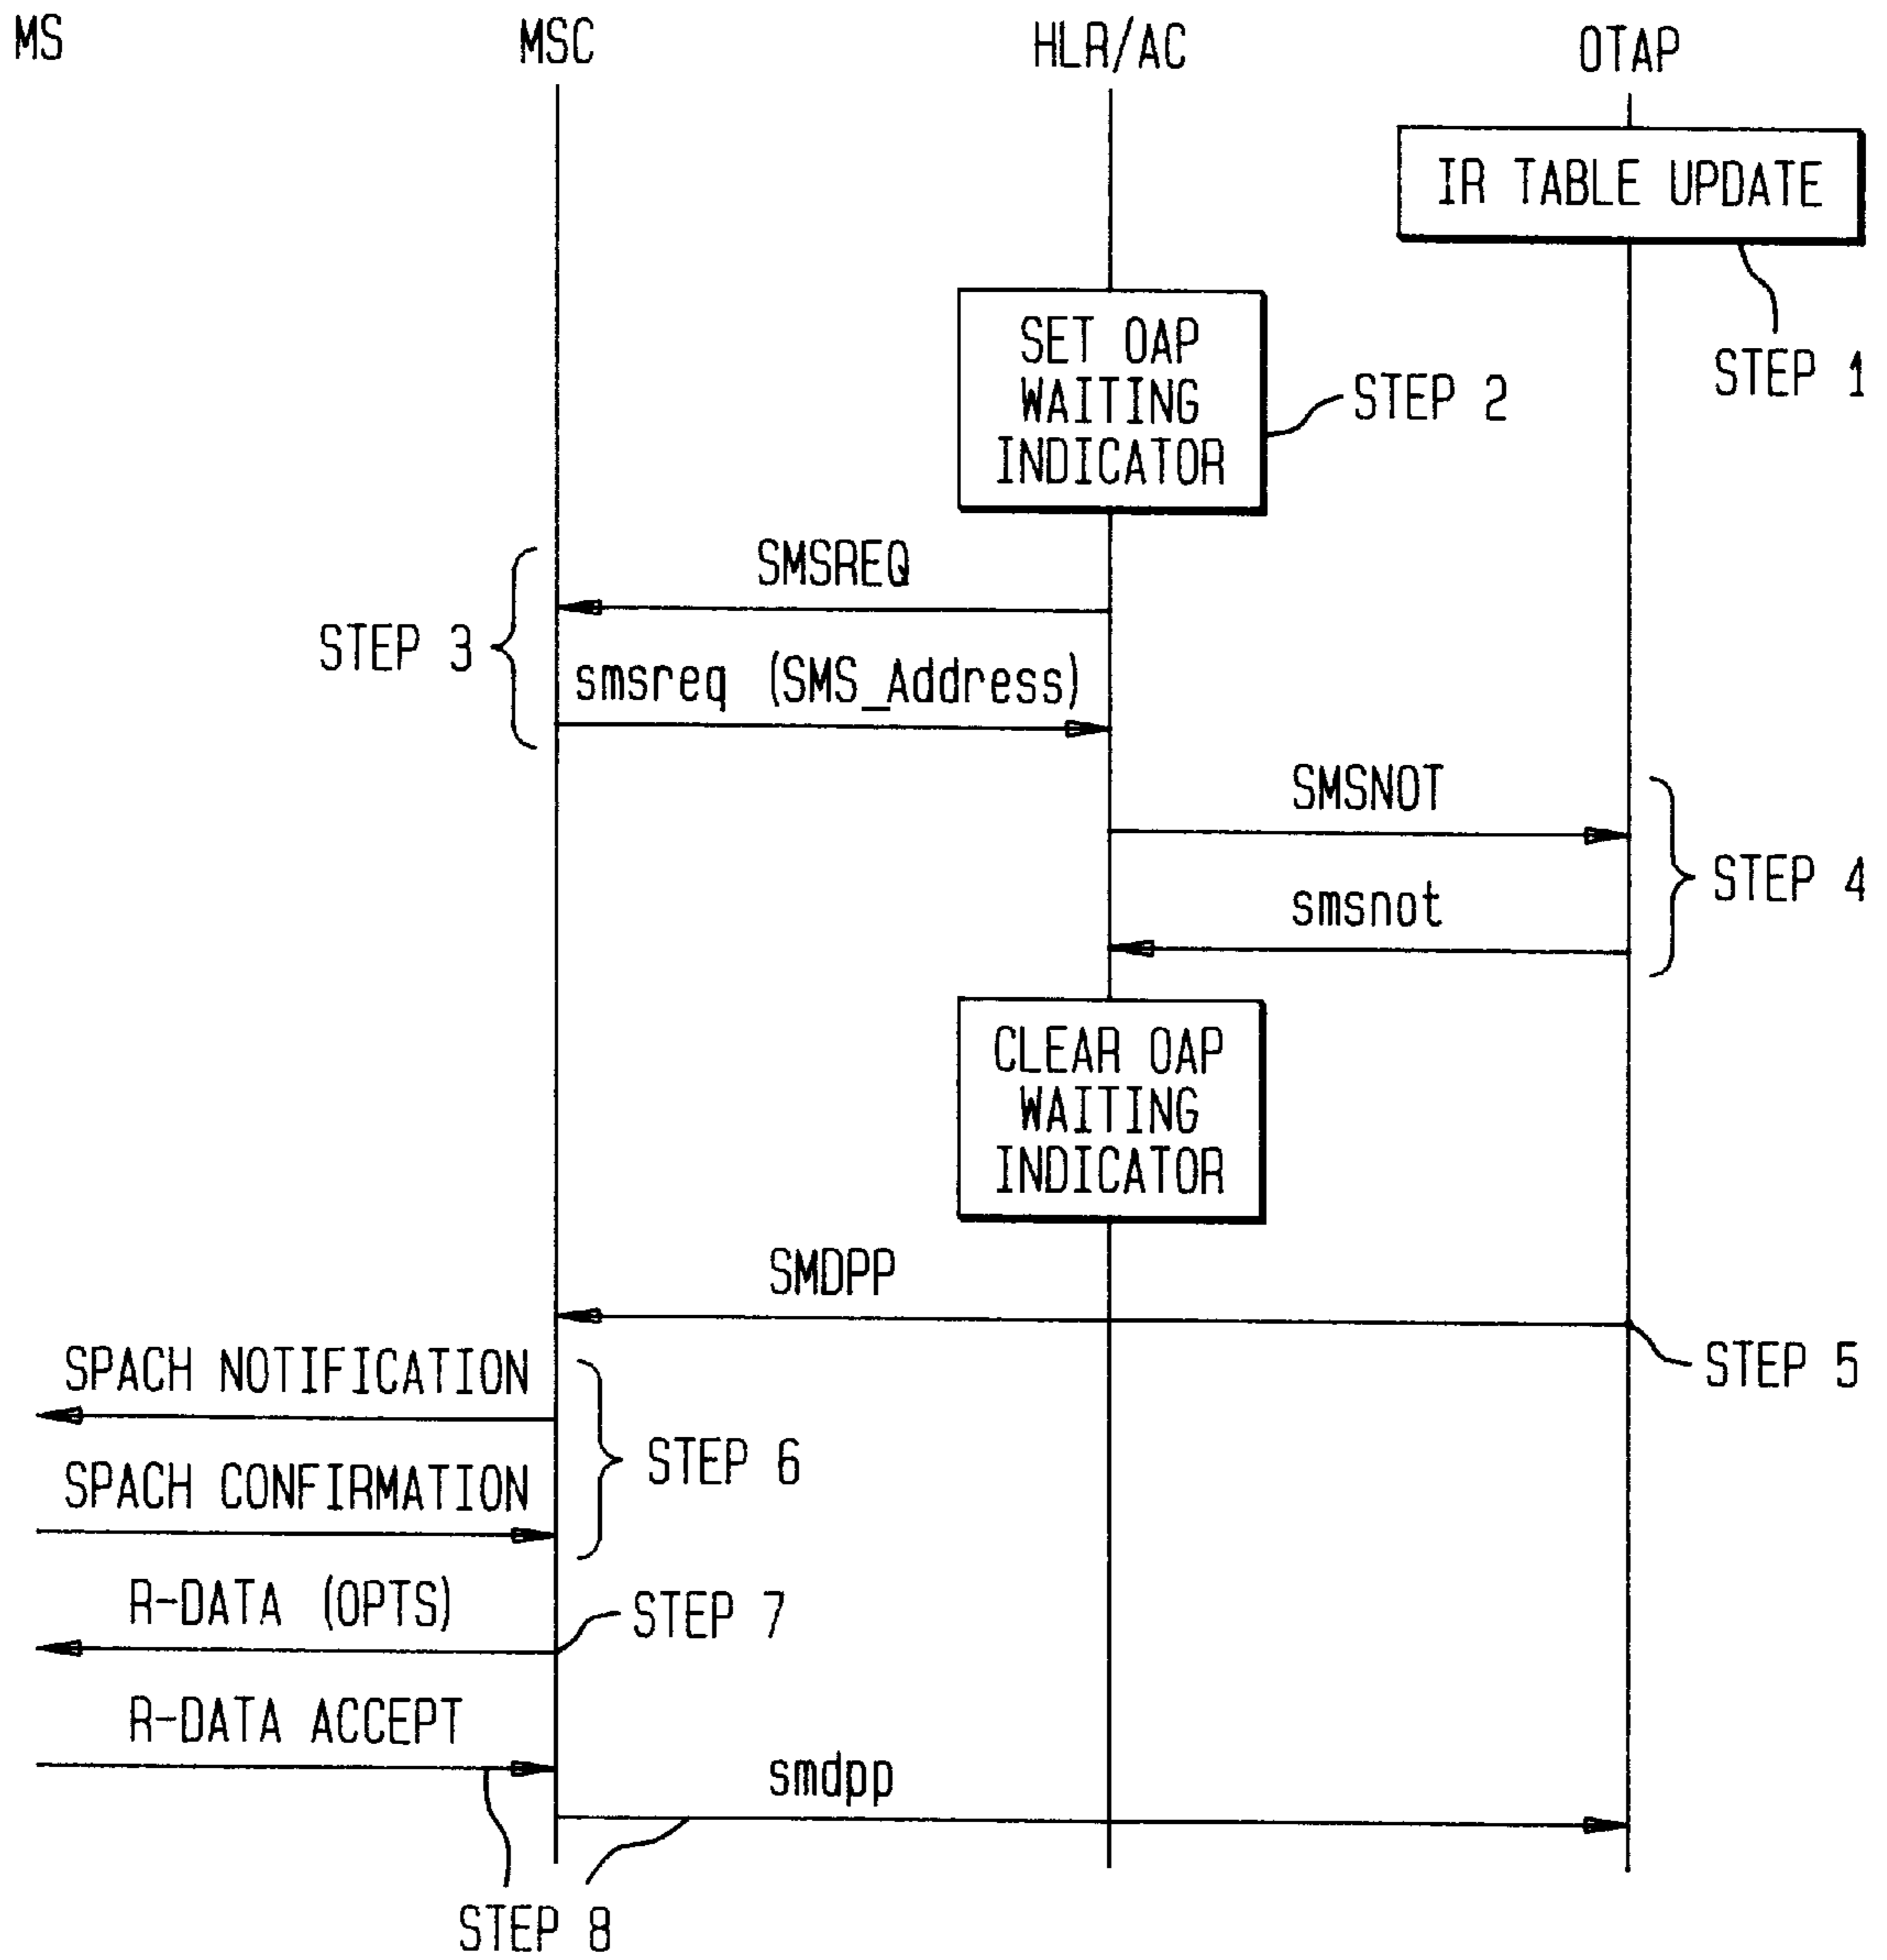 MS
MSC
HLR/AC
OTAP
IR TABLE UPDATE
STEP 1
SET OAP
WAITING
INDICATOR
STEP 2
SMSREQ
STEP 3
smsreq (SMS_Address)
SMSNOT
STEP 4
smsnot
CLEAR OAP
WAITING
INDICATOR
SMDPP
STEP 5
SPACH NOTIFICATION
STEP 6
SPACH CONFIRMATION
R-DATA (OPTS)
STEP 7
R-DATA ACCEPT
smdpp
STEP 8